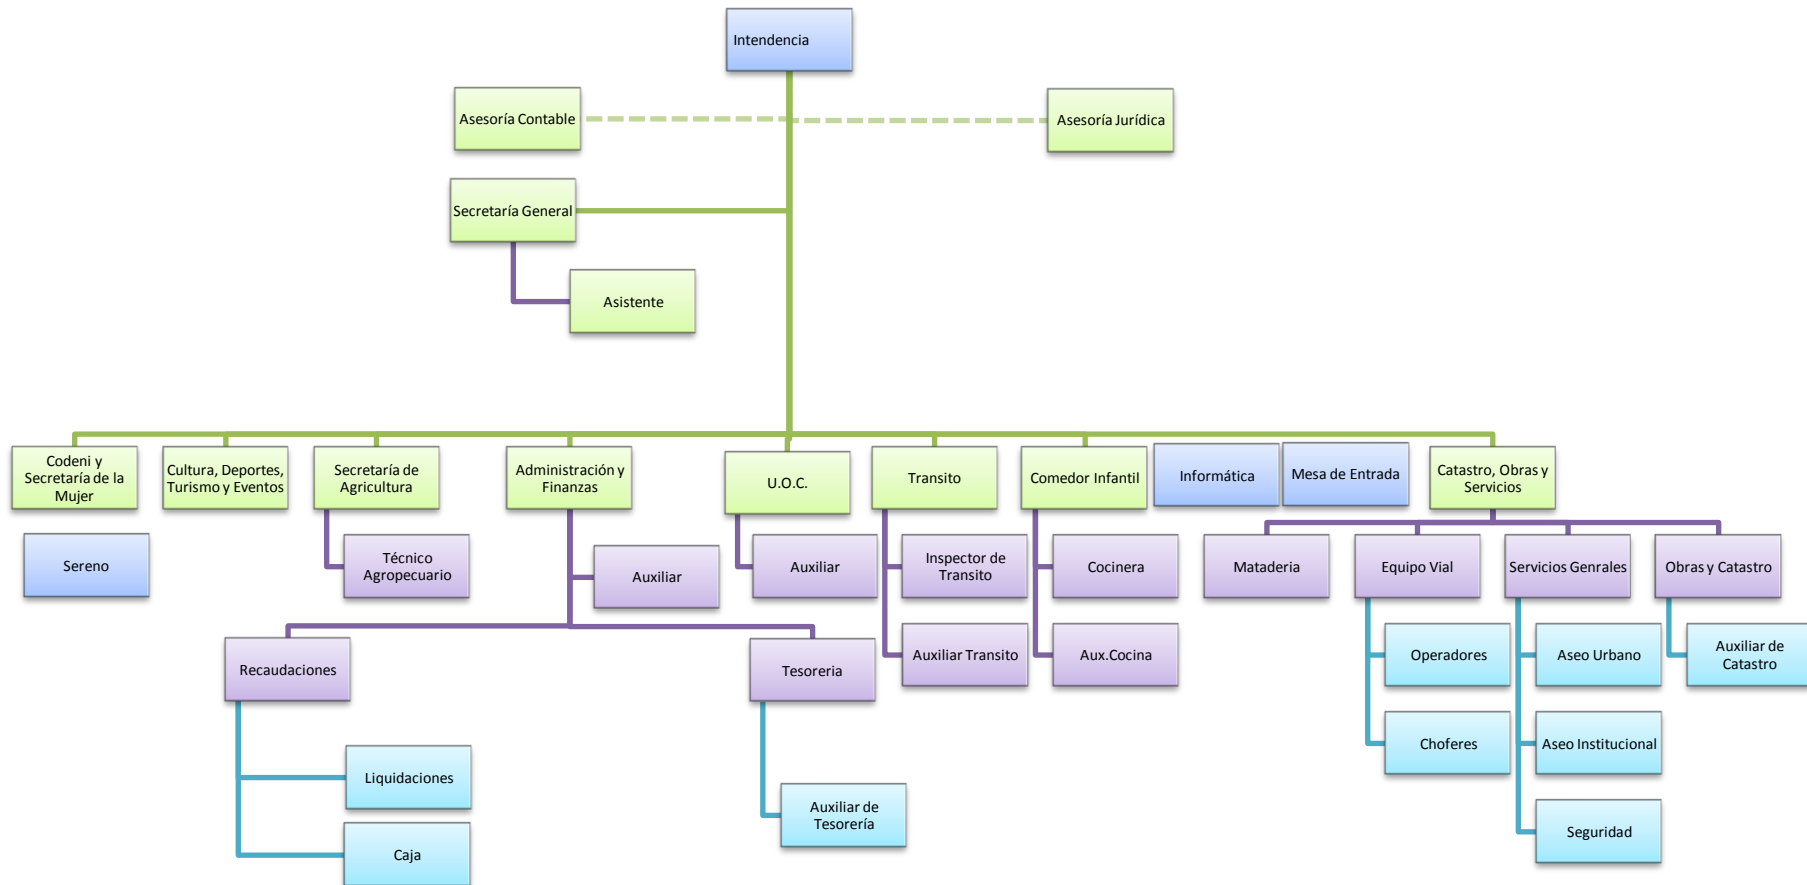 Intendencia
Asesoría Contable
Asesoría Jurídica
Secretaría General
Asistente
Codeni y
Secretaría de la
Mujer
Cultura, Deportes,
Turismo y Eventos
Secretaría de
Agricultura
Administración y
Finanzas
U.O.C.
Transito
Comedor Infantil
Informática
Mesa de Entrada
Catastro, Obras y
Servicios
Sereno
Técnico
Agropecuario
Auxiliar
Auxiliar
Inspector de
Transito
Cocinera
Mataderia
Equipo Vial
Servicios Genrales
Obras y Catastro
Recaudaciones
Tesoreria
Auxiliar Transito
Aux.Cocina
Operadores
Aseo Urbano
Auxiliar de
Catastro
Choferes
Aseo Institucional
Liquidaciones
Auxiliar de
Tesorería
Seguridad
Caja